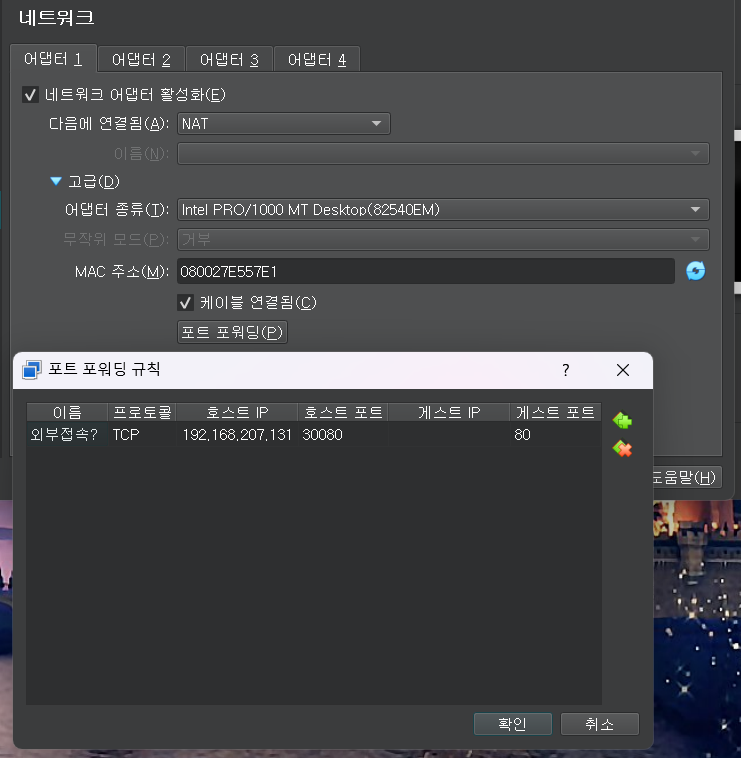 네트워크
어댑터 1 어댑터 2 어댑터 3 어댑터 4
네트워크 어댑터 활성화(E)
다음에 연결됨(A): NAT
이름(N):
고급(D)
어댑터 종류(T): Intel PRO/1000 MT Desktop(82540EM)
무작위 모드(P): 거부
MAC 주소(M): 080027E557E1
케이블 연결됨(C)
포트 포워딩(P)
포트 포워딩 규칙 ?
이름 프로토콜 호스트 IP 호스트 포트 게스트 IP 게스트 포트
외부접속? TCP 192.168.207.131 30080 80
도움말(H)
확인 취소